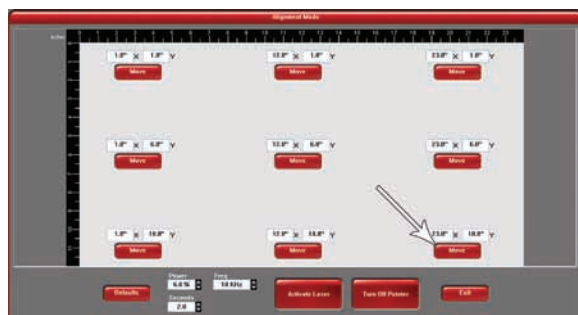 Alignment Mode
1.0" X 1.0" Y 12.0" X 1.0" Y 23.0" X 1.0" Y
Move Move Move
1.0" X 6.0" Y 12.0" X 6.0" Y 23.0" X 6.0" Y
Move Move Move
1.0" X 10.0" Y 12.0" X 10.0" Y 23.0" X 10.0" Y
Move Move Move
Power Freq
6.0 % 10 KHz
Defaults Activate Laser Turn Off Pointer Exit
Seconds
2.0